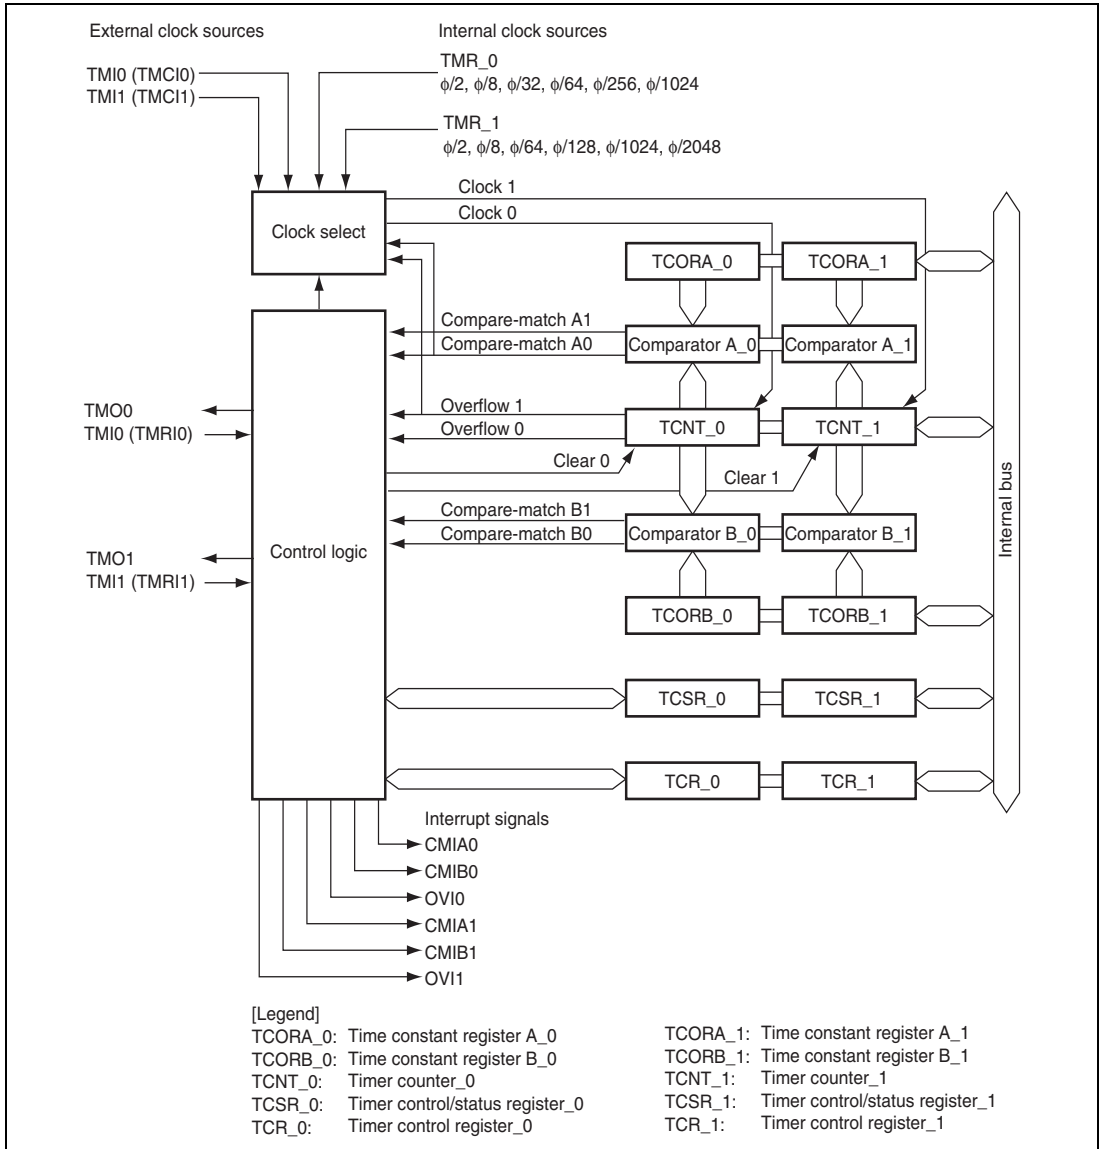 External clock sources
Internal clock sources
TMI0 (TMCI0)
TMI1 (TMCI1)
TMR_0
ϕ/2, ϕ/8, ϕ/32, ϕ/64, ϕ/256, ϕ/1024
TMR_1
ϕ/2, ϕ/8, ϕ/64, ϕ/128, ϕ/1024, ϕ/2048
Clock 1
Clock 0
Clock select
TCORA_0
TCORA_1
Compare-match A1
Compare-match A0
Comparator A_0
Comparator A_1
TMO0
TMI0 (TMRI0)
Overflow 1
Overflow 0
TCNT_0
TCNT_1
Clear 0
Clear 1
Internal bus
Compare-match B1
Compare-match B0
Comparator B_0
Comparator B_1
Control logic
TMO1
TMI1 (TMRI1)
TCORB_0
TCORB_1
TCSR_0
TCSR_1
TCR_0
TCR_1
Interrupt signals
CMIA0
CMIB0
OVI0
CMIA1
CMIB1
OVI1
[Legend]
TCORA_0: Time constant register A_0
TCORB_0: Time constant register B_0
TCNT_0: Timer counter_0
TCSR_0: Timer control/status register_0
TCR_0: Timer control register_0
TCORA_1: Time constant register A_1
TCORB_1: Time constant register B_1
TCNT_1: Timer counter_1
TCSR_1: Timer control/status register_1
TCR_1: Timer control register_1